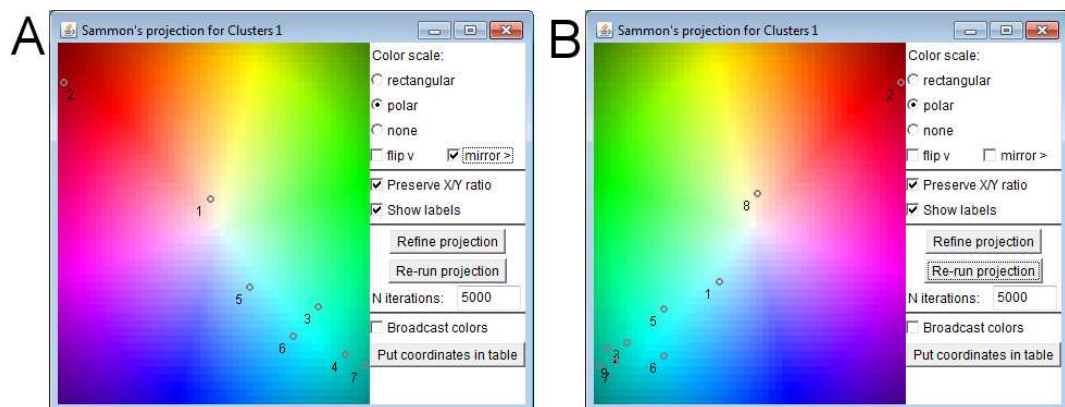 A
Sammon's projection for Clusters 1
Color scale:
rectangular
polar
none
flip v mirror >
Preserve X/Y ratio
Show labels
Refine projection
Re-run projection
N iterations: 5000
Broadcast colors
Put coordinates in table
2
1
5
3
6
4
7
B
Sammon's projection for Clusters 1
Color scale:
rectangular
polar
none
flip v mirror >
Preserve X/Y ratio
Show labels
Refine projection
Re-run projection
N iterations: 5000
Broadcast colors
Put coordinates in table
2
8
1
5
6